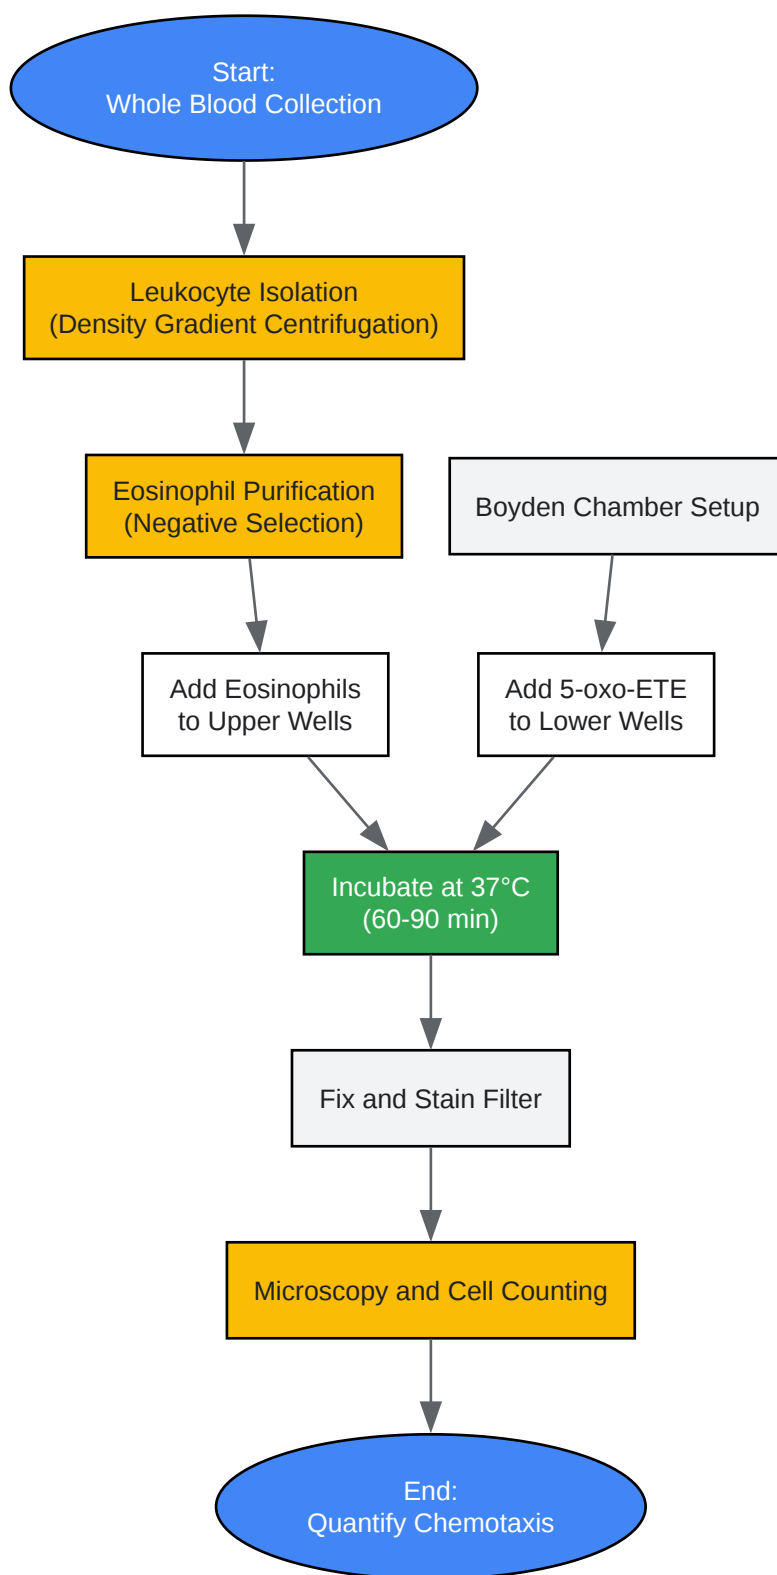 Start:
Whole Blood Collection
Leukocyte Isolation
(Density Gradient Centrifugation)
Eosinophil Purification
(Negative Selection)
Boyden Chamber Setup
Add Eosinophils
to Upper Wells
Add 5-oxo-ETE
to Lower Wells
Incubate at 37°C
(60-90 min)
Fix and Stain Filter
Microscopy and Cell Counting
End:
Quantify Chemotaxis